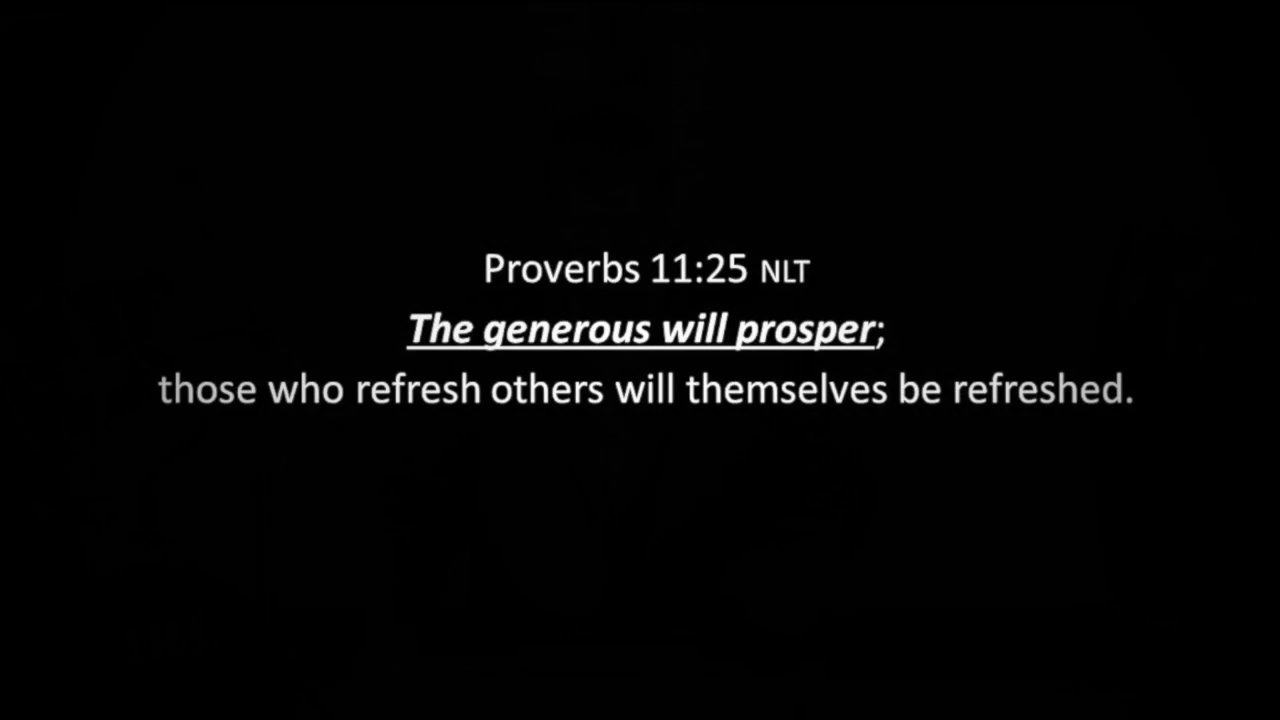 Proverbs 11:25 NLT
The generous will prosper;
those who refresh others will themselves be refreshed.